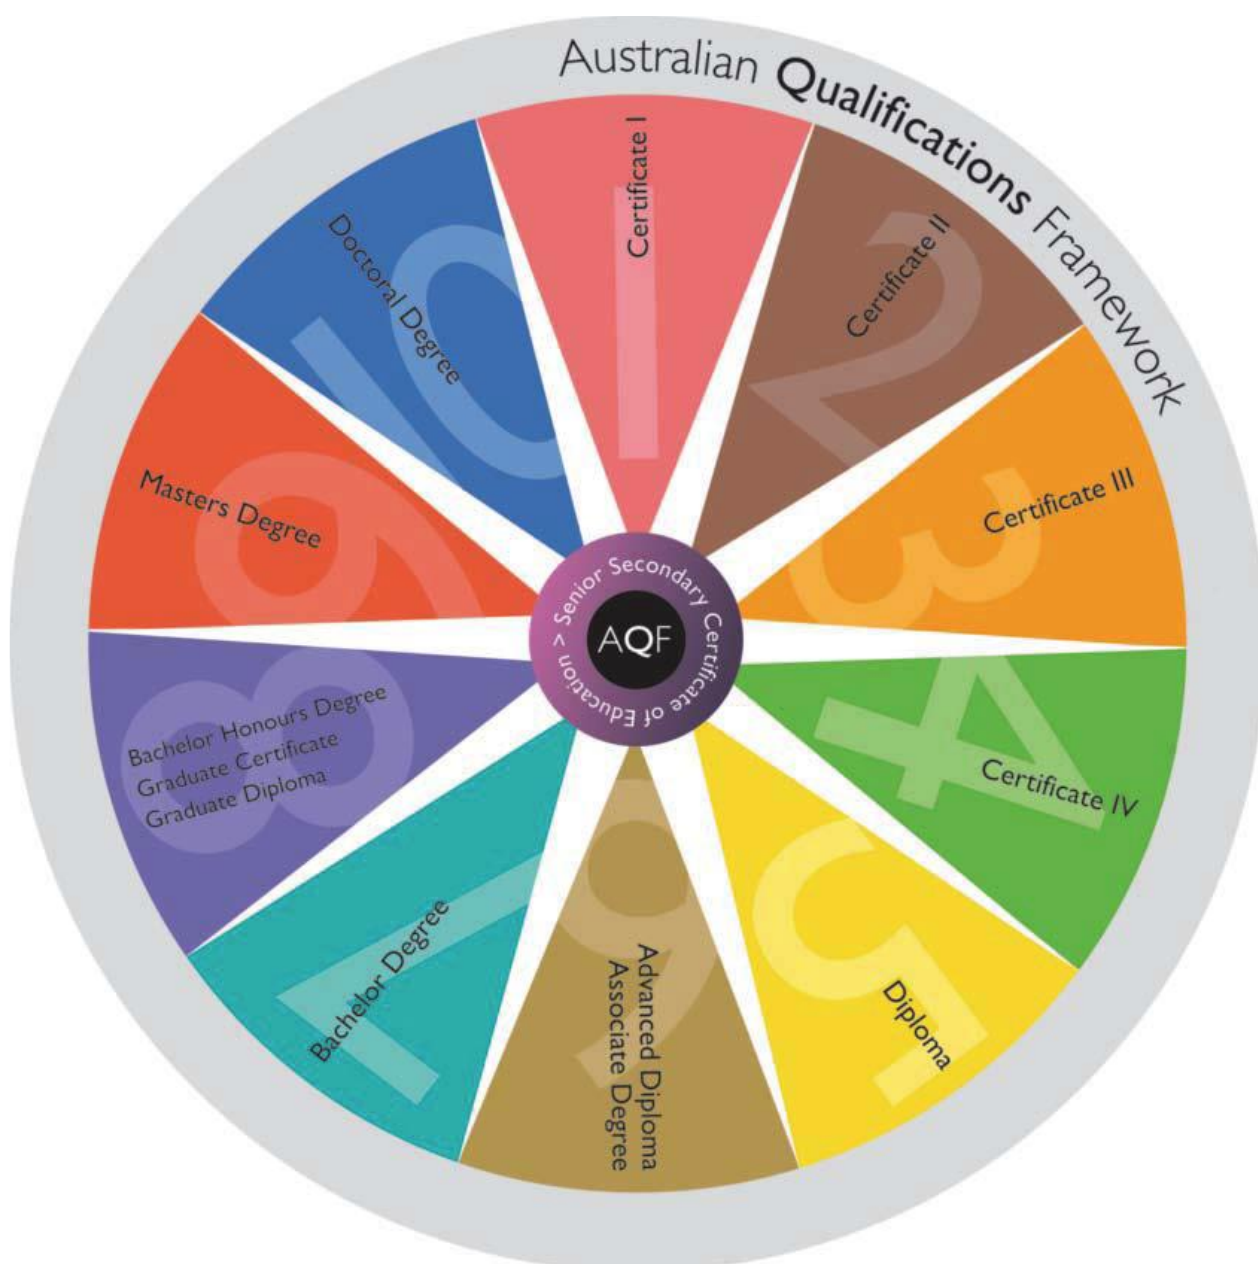 Australian Qualifications Framework
1
Certificate I
2
Certificate II
3
Certificate III
4
Certificate IV
5
Diploma
6
Advanced Diploma
Associate Degree
7
Bachelor Degree
8
Bachelor Honours Degree
Graduate Certificate
Graduate Diploma
9
Masters Degree
10
Doctoral Degree
Senior Secondary Certificate of Education >
AQF